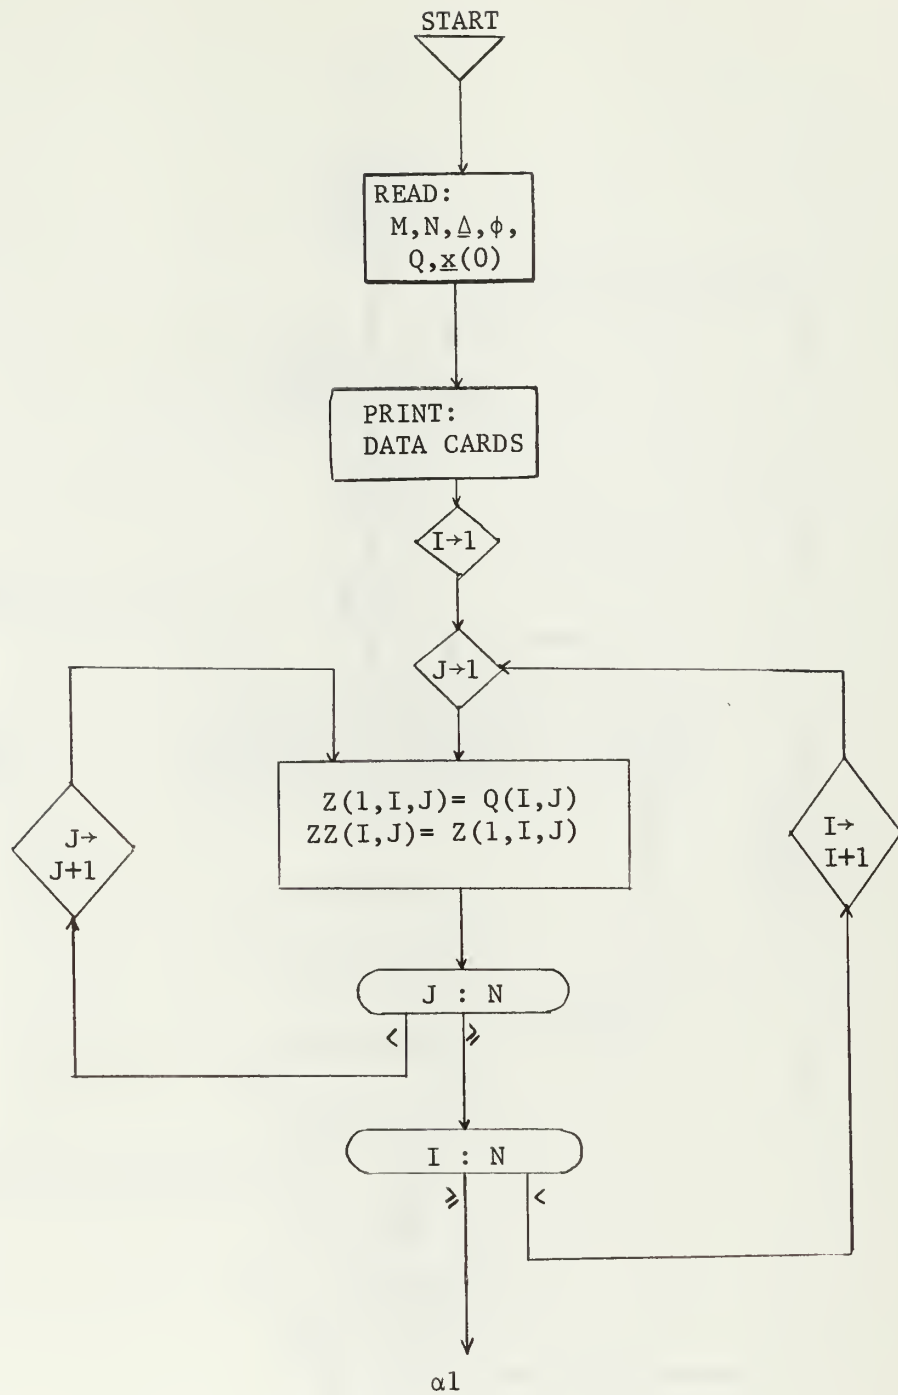 START
READ:
M,N,Δ,ϕ,
Q,x(0)
PRINT:
DATA CARDS
I→1
J→1
Z(1,I,J)= Q(I,J)
ZZ(I,J)= Z(1,I,J)
J→
J+1
I→
I+1
J : N
<
⩾
I : N
⩾
<
α1